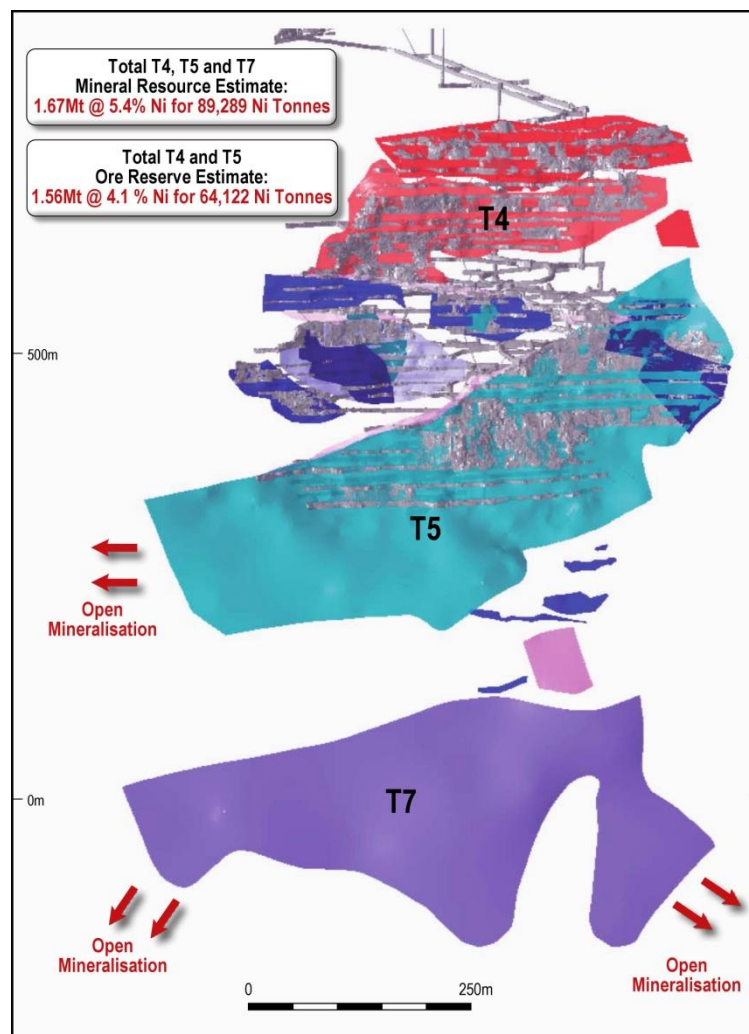 Total T4, T5 and T7
Mineral Resource Estimate:
1.67Mt @ 5.4% Ni for 89,289 Ni Tonnes
Total T4 and T5
Ore Reserve Estimate:
1.56Mt @ 4.1 % Ni for 64,122 Ni Tonnes
T4
500m
T5
Open
Mineralisation
0m
T7
Open
Mineralisation
Open
Mineralisation
0
250m